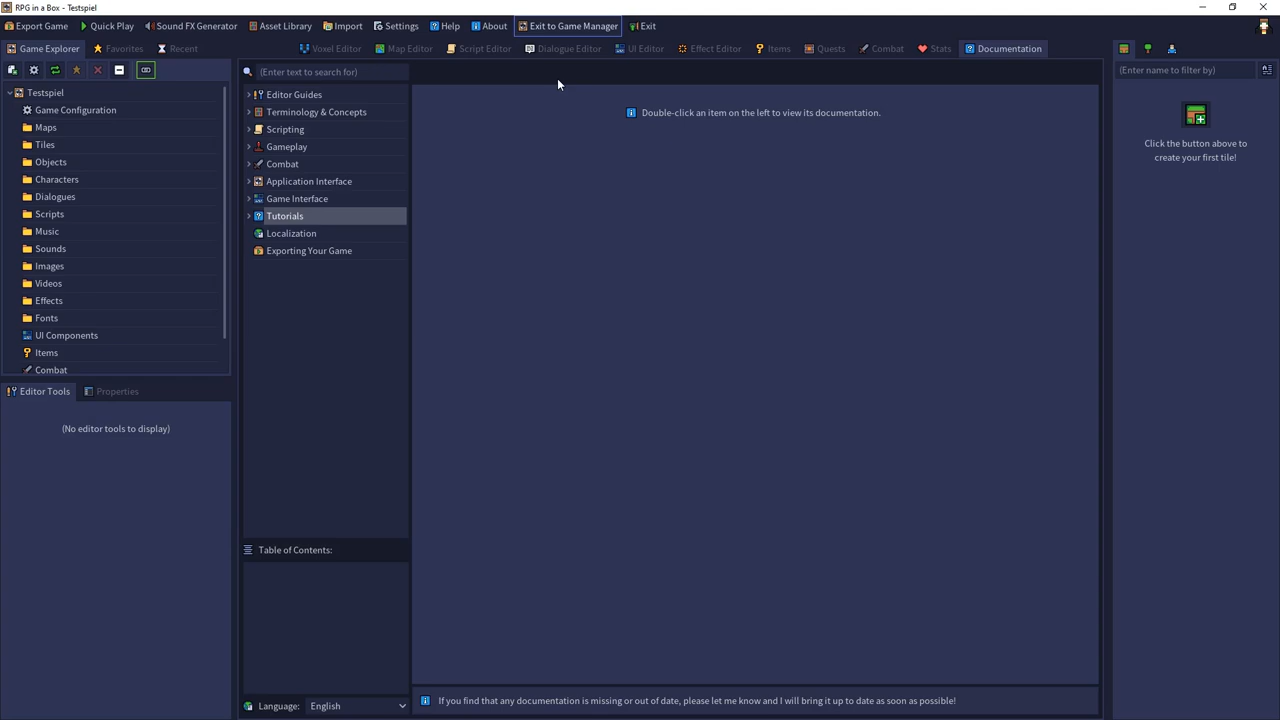 RPG in a Box - Testspiel
Export Game Quick Play Sound FX Generator Asset Library Import Settings Help About Exit to Game Manager Exit
Game Explorer Favorites Recent Voxel Editor Map Editor Script Editor Dialogue Editor UI Editor Effect Editor Items Quests Combat Stats Documentation
(Enter text to search for)
(Enter name to filter by)
Testspiel
Game Configuration
Maps
Tiles
Objects
Characters
Dialogues
Scripts
Music
Sounds
Images
Videos
Effects
Fonts
UI Components
Items
Combat
Editor Tools Properties
(No editor tools to display)
Editor Guides
Terminology & Concepts
Scripting
Gameplay
Combat
Application Interface
Game Interface
Tutorials
Localization
Exporting Your Game
Table of Contents:
Language: English
Double-click an item on the left to view its documentation.
If you find that any documentation is missing or out of date, please let me know and I will bring it up to date as soon as possible!
Click the button above to
create your first tile!